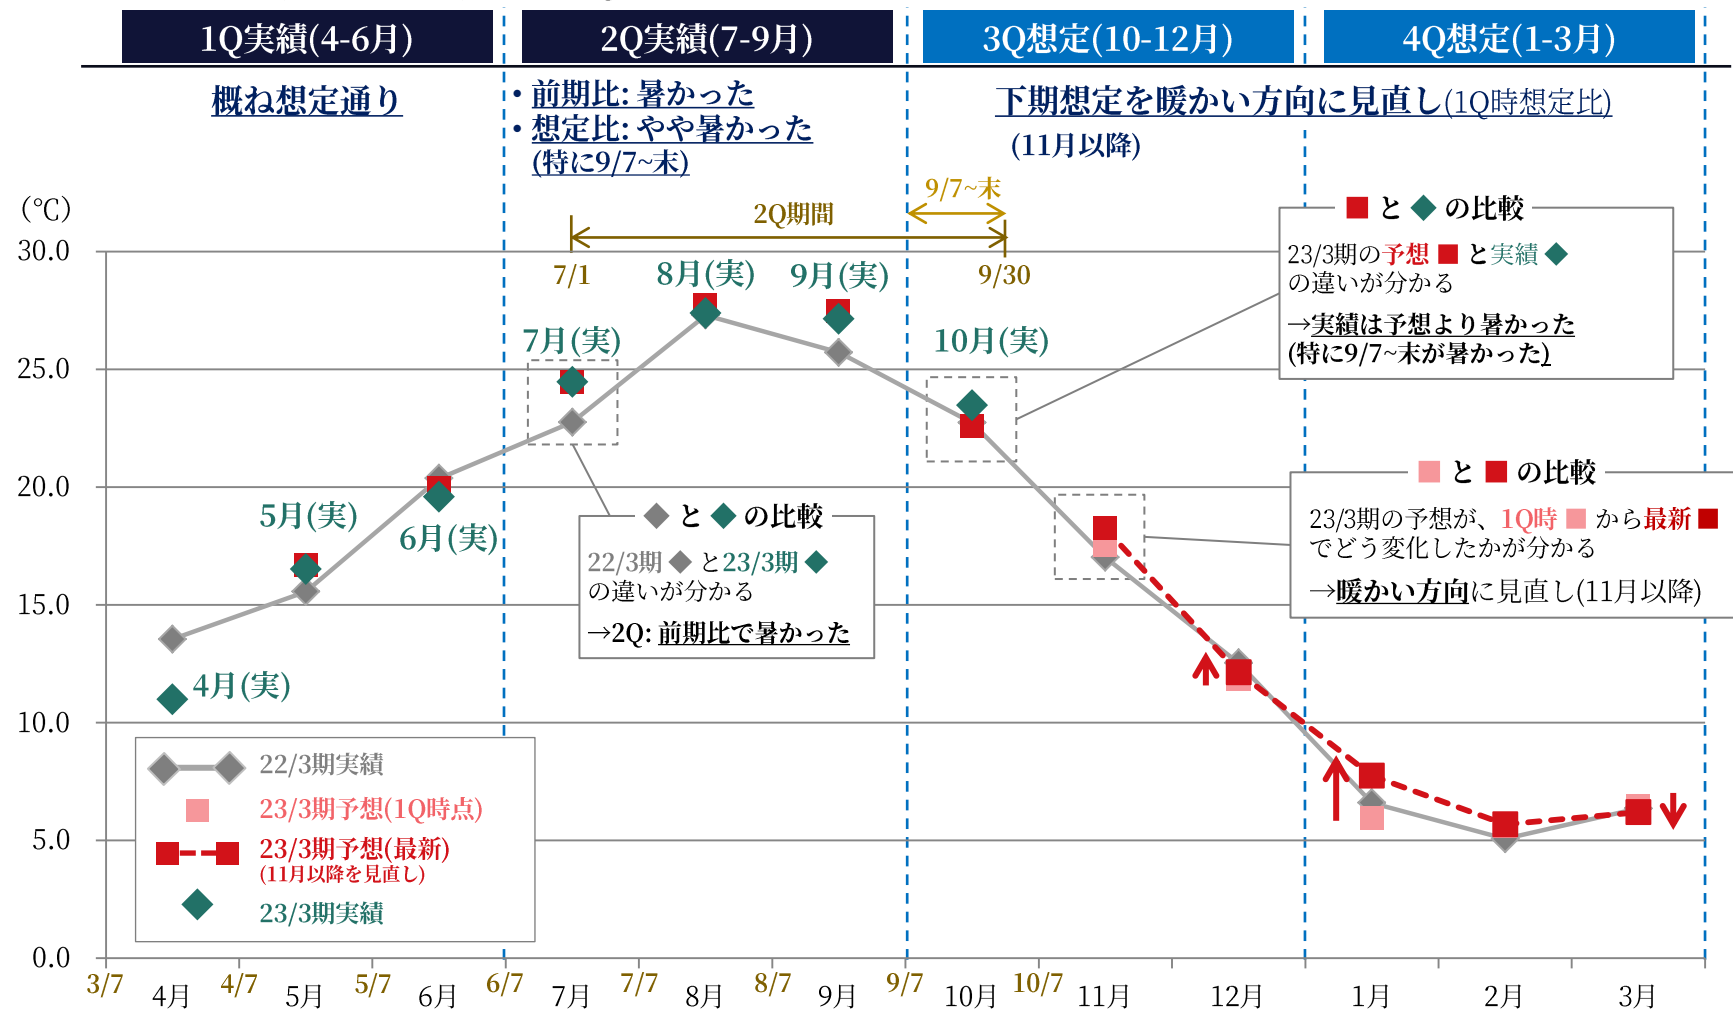 1Q実績(4-6月)
2Q実績(7-9月)
3Q想定(10-12月)
4Q想定(1-3月)
概ね想定通り
・前期比: 暑かった
・想定比: やや暑かった
(特に9/7~末)
下期想定を暖かい方向に見直し(1Q時想定比)
(11月以降)
9/7~末
2Q期間
7/1
9/30
(℃)
30.0
25.0
20.0
15.0
10.0
5.0
0.0
4月(実)
5月(実)
6月(実)
7月(実)
8月(実)
9月(実)
10月(実)
■と◆の比較
23/3期の予想■と実績◆
の違いが分かる
→実績は予想より暑かった
(特に9/7~末が暑かった)
■と■の比較
23/3期の予想が、1Q時■から最新■
でどう変化したかが分かる
→暖かい方向に見直し(11月以降)
◆と◆の比較
22/3期◆と23/3期◆
の違いが分かる
→2Q: 前期比で暑かった
22/3期実績
23/3期予想(1Q時点)
23/3期予想(最新)
(11月以降を見直し)
23/3期実績
3/7
4月
4/7
5月
5/7
6月
6/7
7月
7/7
8月
8/7
9月
9/7
10月
10/7
11月
12月
1月
2月
3月